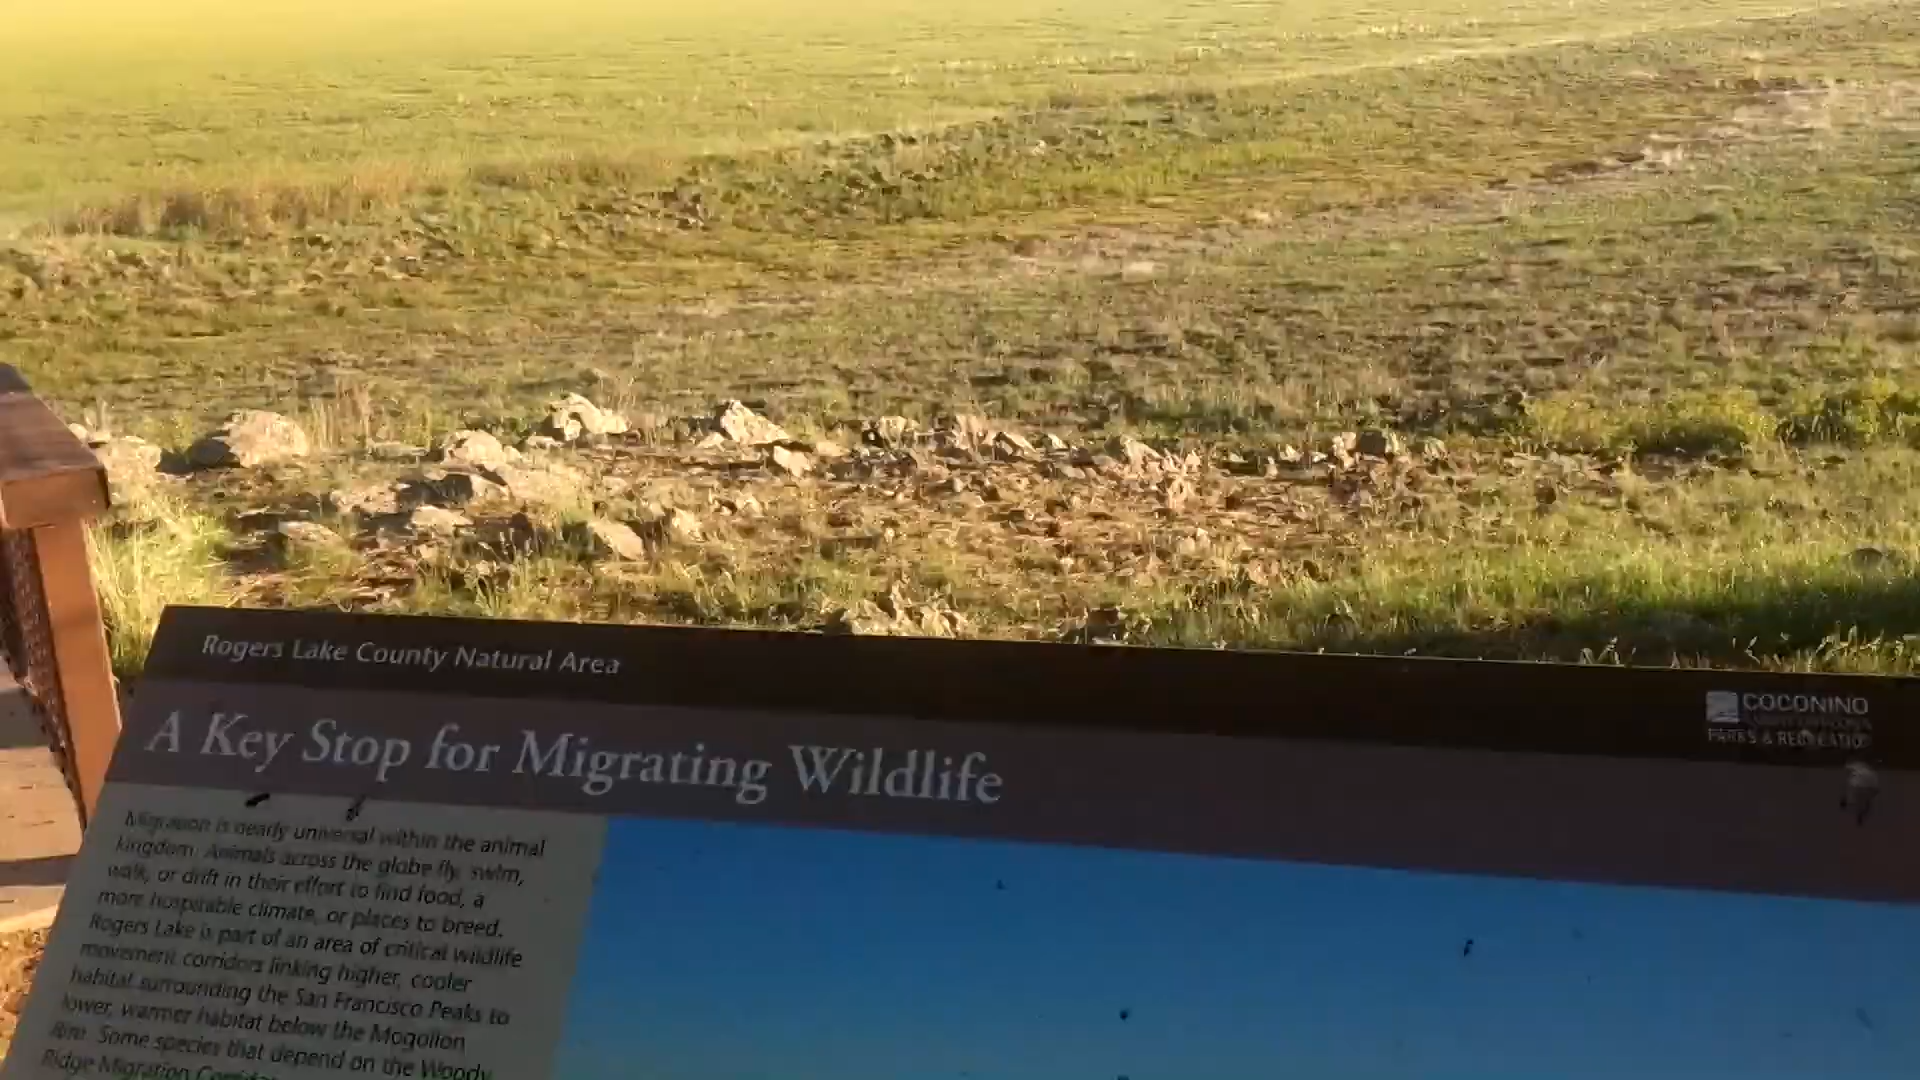 Rogers Lake County Natural Area
COCONINO
PARKS & RECREATION
A Key Stop for Migrating Wildlife
Migration is nearly universal within the animal
kingdom. Animals across the globe fly, swim,
walk, or drift in their effort to find food, a
more hospitable climate, or places to breed.
Rogers Lake is part of an area of critical wildlife
movement corridors linking higher, cooler
habitat surrounding the San Francisco Peaks to
lower, warmer habitat below the Mogollon
Rim. Some species that depend on the Woody
Ridge Migration Corridor